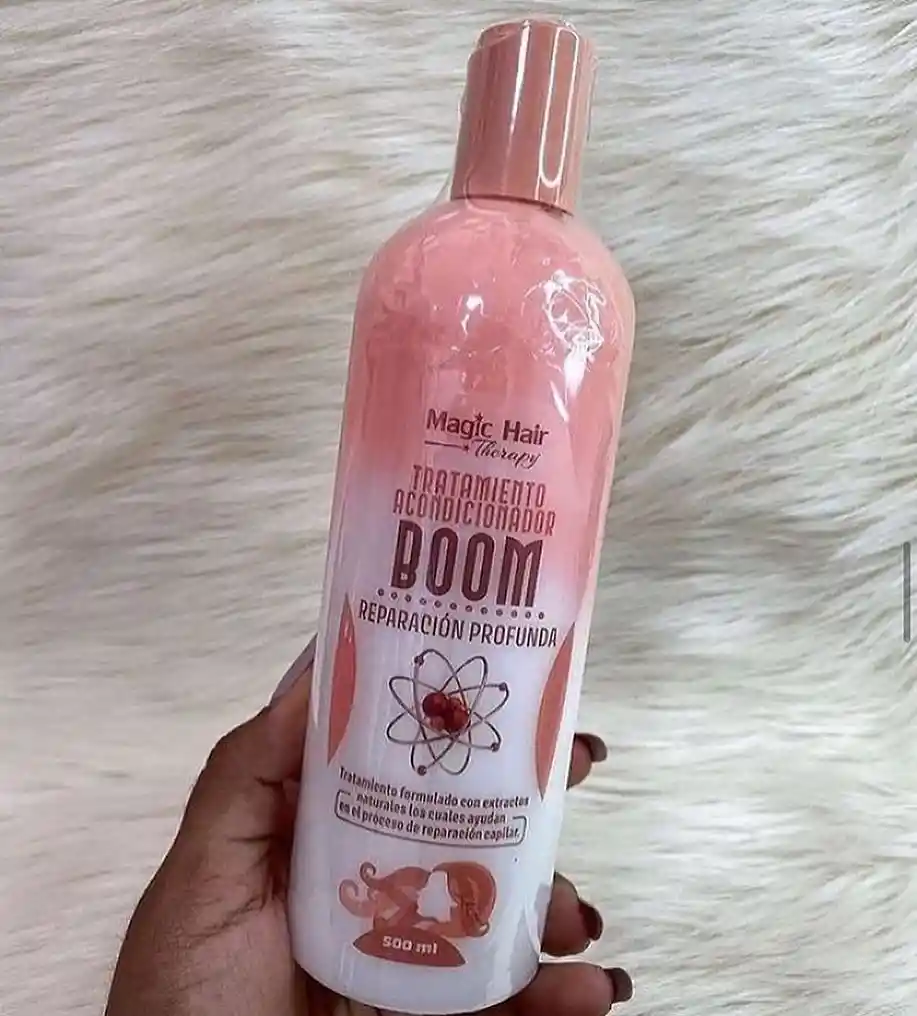 Magic Hair
Therapy
TRATAMIENTO
ACONDICIONADOR
BOOM
REPARACIÓN PROFUNDA
Tratamiento formulado con extractos
naturales los cuales ayudan
en el proceso de reparación capilar.
500 ml